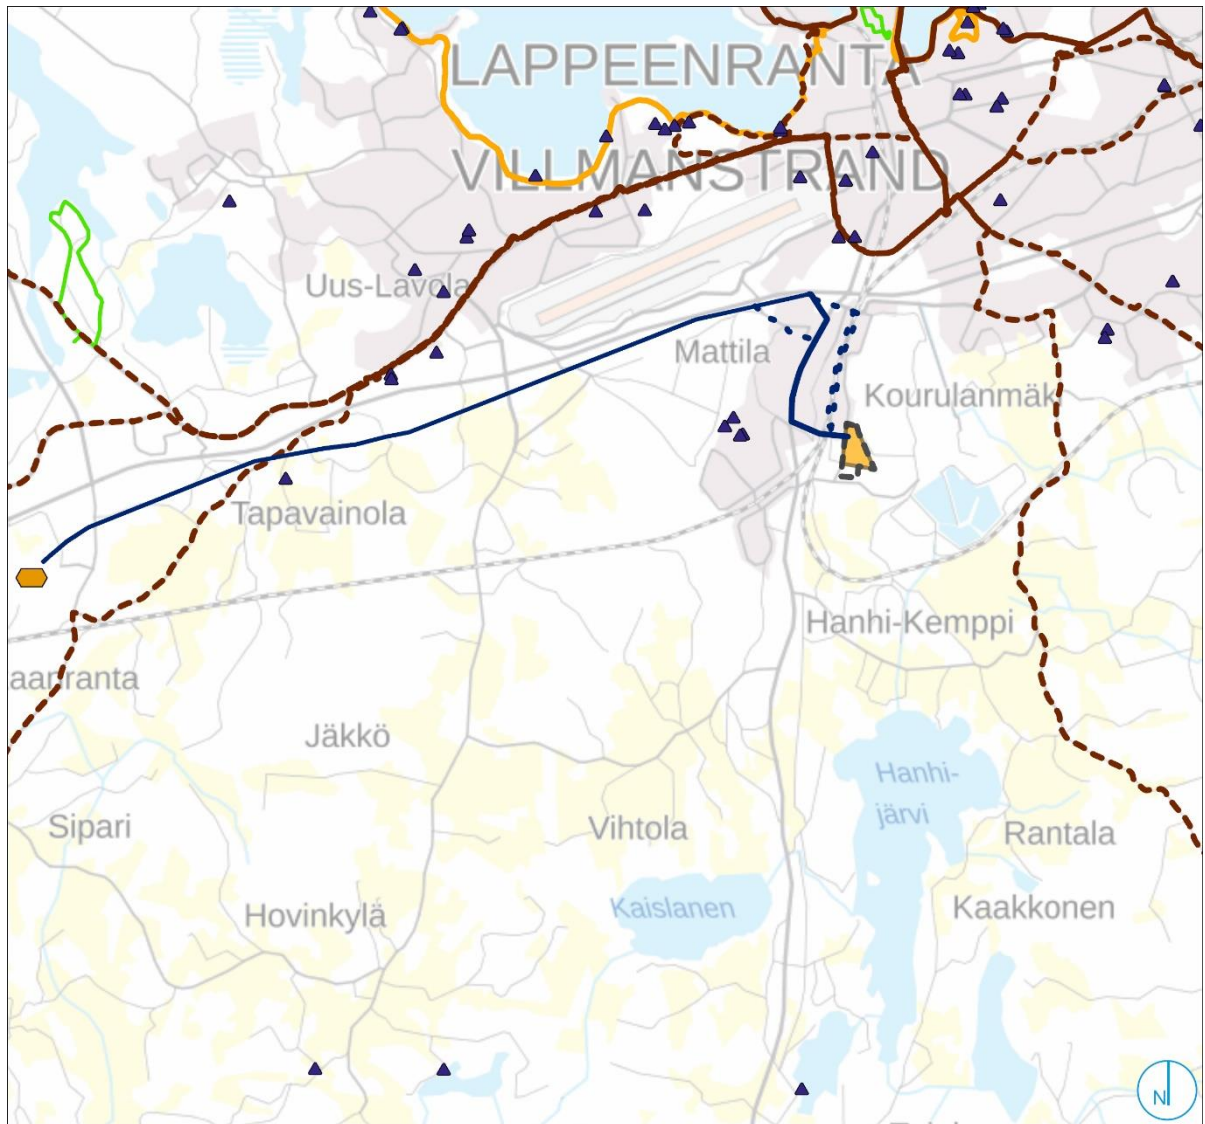 LAPPEENRANTA
VILLMANSTRAND
Uus-Lavola
Mattila
Kourulanmäk
Tapavainola
Hanhi-Kemppi
aanranta
Jäkkö
Hanhi-
järvi
Sipari
Vihtola
Rantala
Kaislanen
Kaakkonen
Hovinkylä
N